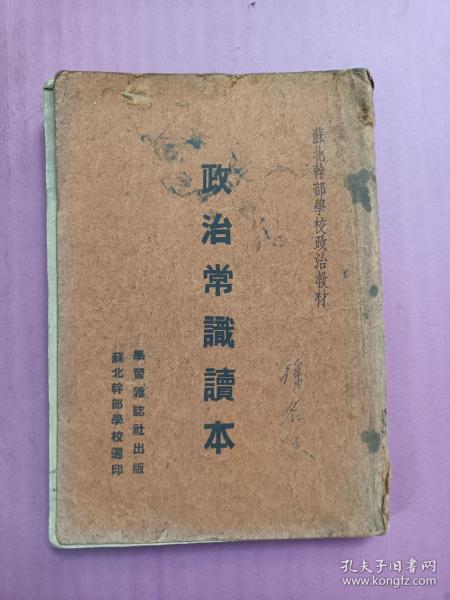 蘇北幹部學校政治教材
政治常識讀本
學習雜誌社出版
蘇北幹部學校選印
孔夫子旧书网
www.kongfz.com